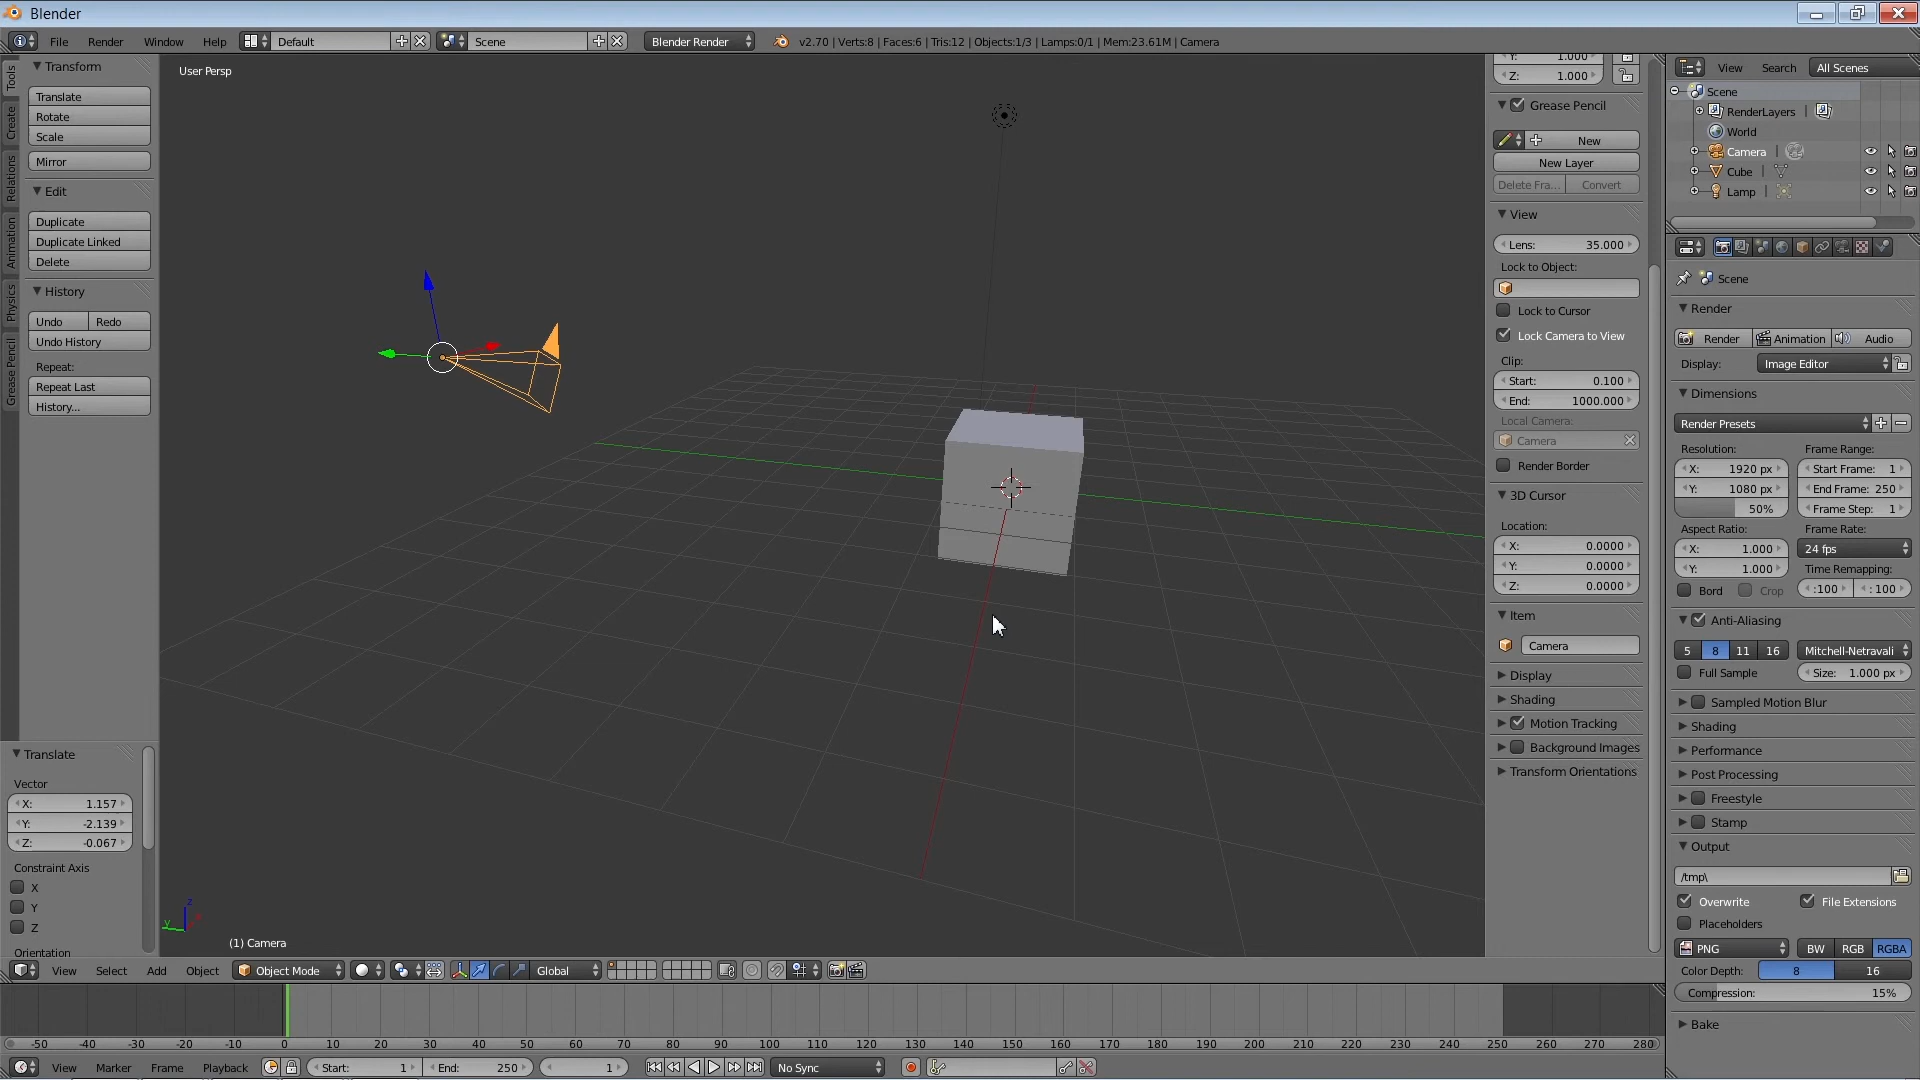 Blender
File Render Window Help Default Scene Blender Render v2.70 | Verts:8 | Faces:6 | Tris:12 | Objects:1/3 | Lamps:0/1 | Mem:23.61M | Camera
Tools
Create
Relations
Animation
Physics
Grease Pencil
Transform
Translate
Rotate
Scale
Mirror
Edit
Duplicate
Duplicate Linked
Delete
History
Undo Redo
Undo History
Repeat:
Repeat Last
History...
Translate
Vector
X: 1.157
Y: -2.139
Z: -0.067
Constraint Axis
X
Y
Z
Orientation
User Persp
z
y
x
(1) Camera
Y: 1.000
Z: 1.000
Grease Pencil
New
New Layer
Delete Fra... Convert
View
Lens: 35.000
Lock to Object:
Lock to Cursor
Lock Camera to View
Clip:
Start: 0.100
End: 1000.000
Local Camera:
Camera
Render Border
3D Cursor
Location:
X: 0.0000
Y: 0.0000
Z: 0.0000
Item
Camera
Display
Shading
Motion Tracking
Background Images
Transform Orientations
View Search All Scenes
Scene
RenderLayers |
World
Camera |
Cube |
Lamp |
Scene
Render
Render Animation Audio
Display: Image Editor
Dimensions
Render Presets
Resolution: Frame Range:
X: 1920 px Start Frame: 1
Y: 1080 px End Frame: 250
50% Frame Step: 1
Aspect Ratio: Frame Rate:
X: 1.000 24 fps
Y: 1.000 Time Remapping:
Bord Crop :100 : 100
Anti-Aliasing
5 8 11 16 Mitchell-Netravali
Full Sample Size: 1.000 px
Sampled Motion Blur
Shading
Performance
Post Processing
Freestyle
Stamp
Output
/tmp\
Overwrite File Extensions
Placeholders
PNG BW RGB RGBA
Color Depth: 8 16
Compression: 15%
Bake
View Select Add Object Object Mode Global
-50 -40 -30 -20 -10 0 10 20 30 40 50 60 70 80 90 100 110 120 130 140 150 160 170 180 190 200 210 220 230 240 250 260 270 280
View Marker Frame Playback Start: 1 End: 250 1 No Sync